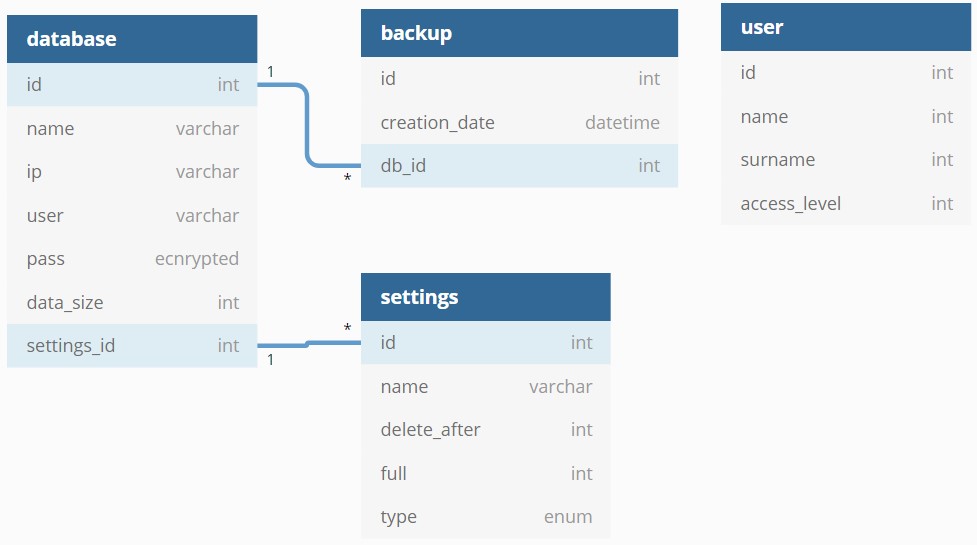 database
id int
name varchar
ip varchar
user varchar
pass ecnrypted
data_size int
settings_id int
1
*
backup
id int
creation_date datetime
db_id int
*
1
settings
id int
name varchar
delete_after int
full int
type enum
user
id int
name int
surname int
access_level int